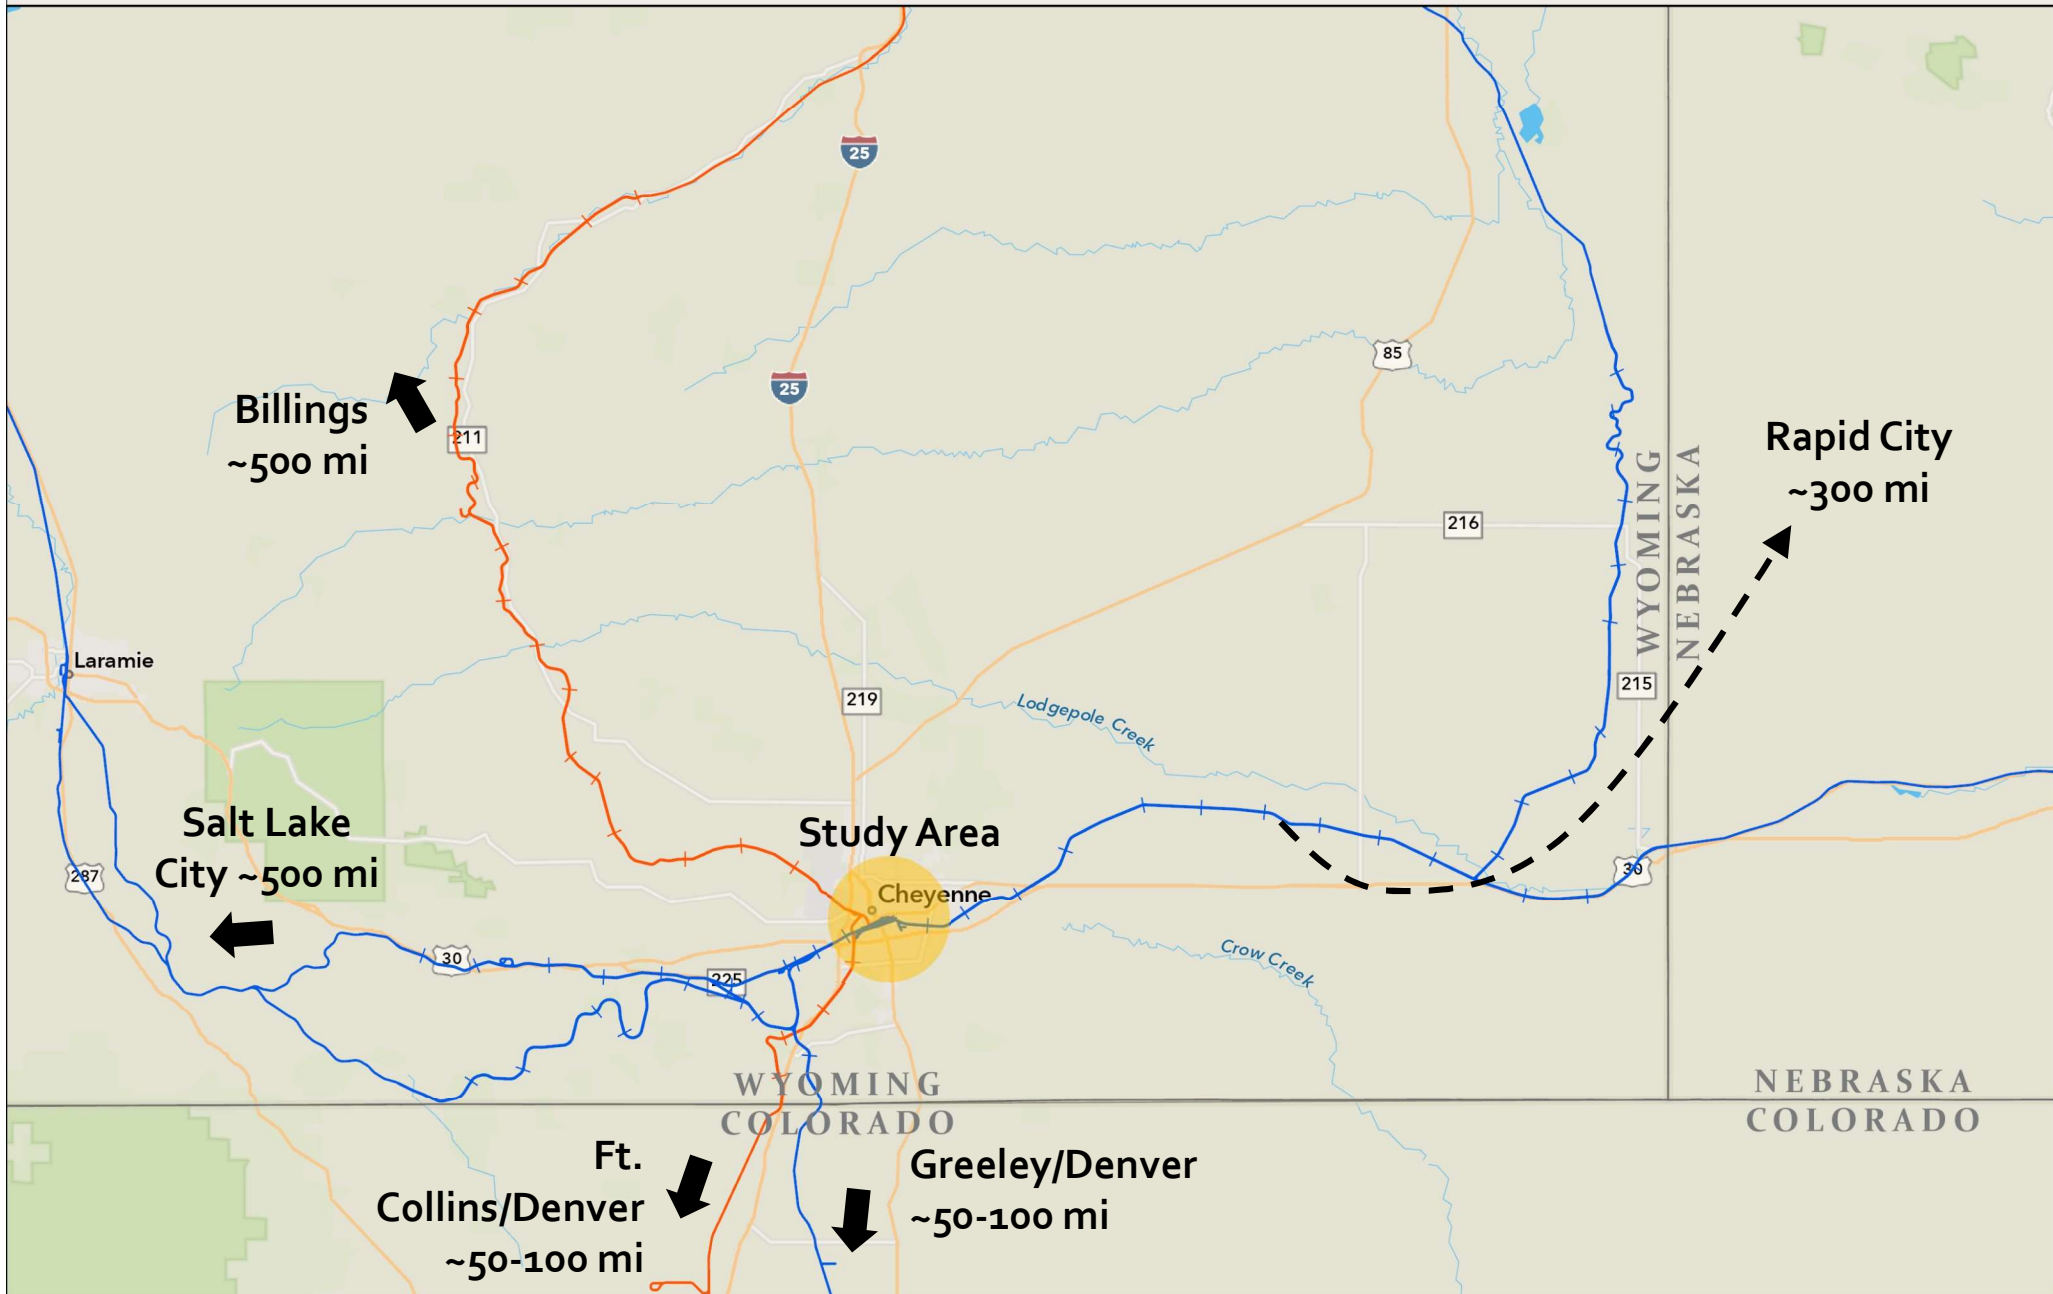 25
25
85
Billings
~500 mi
211
Rapid City
~300 mi
WYOMING
NEBRASKA
216
Laramie
219
215
Lodgepole Creek
Salt Lake
City ~500 mi
Study Area
287
30
Cheyenne
30
225
Crow Creek
WYOMING
COLORADO
NEBRASKA
COLORADO
Ft.
Collins/Denver
~50-100 mi
Greeley/Denver
~50-100 mi